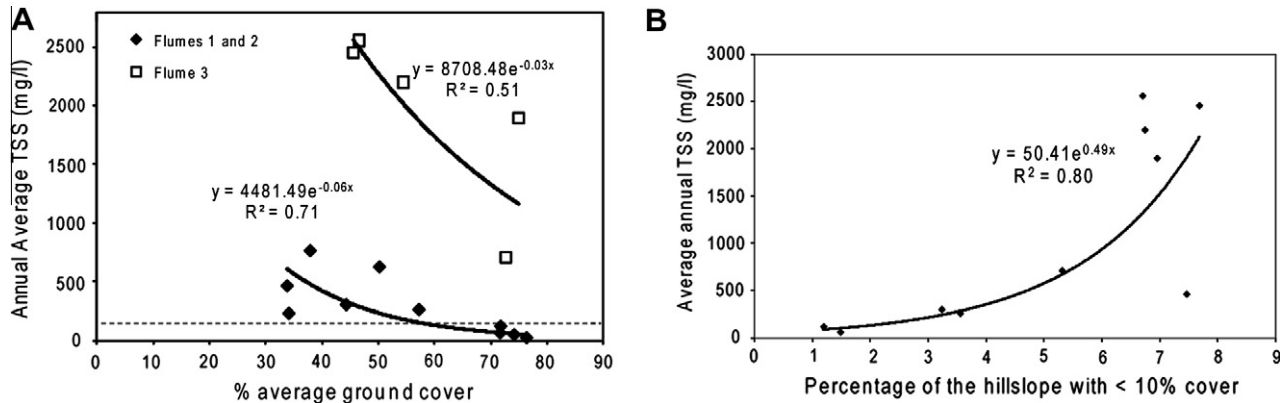 A
Annual Average TSS (mg/l)
2500
2000
1500
1000
500
0
Flumes 1 and 2
Flume 3
y = 8708.48e^-0.03x
R² = 0.51
y = 4481.49e^-0.06x
R² = 0.71
0 10 20 30 40 50 60 70 80 90
% average ground cover
B
Average annual TSS (mg/l)
3000
2500
2000
1500
1000
500
0
y = 50.41e^0.49x
R² = 0.80
0 1 2 3 4 5 6 7 8 9
Percentage of the hillslope with < 10% cover